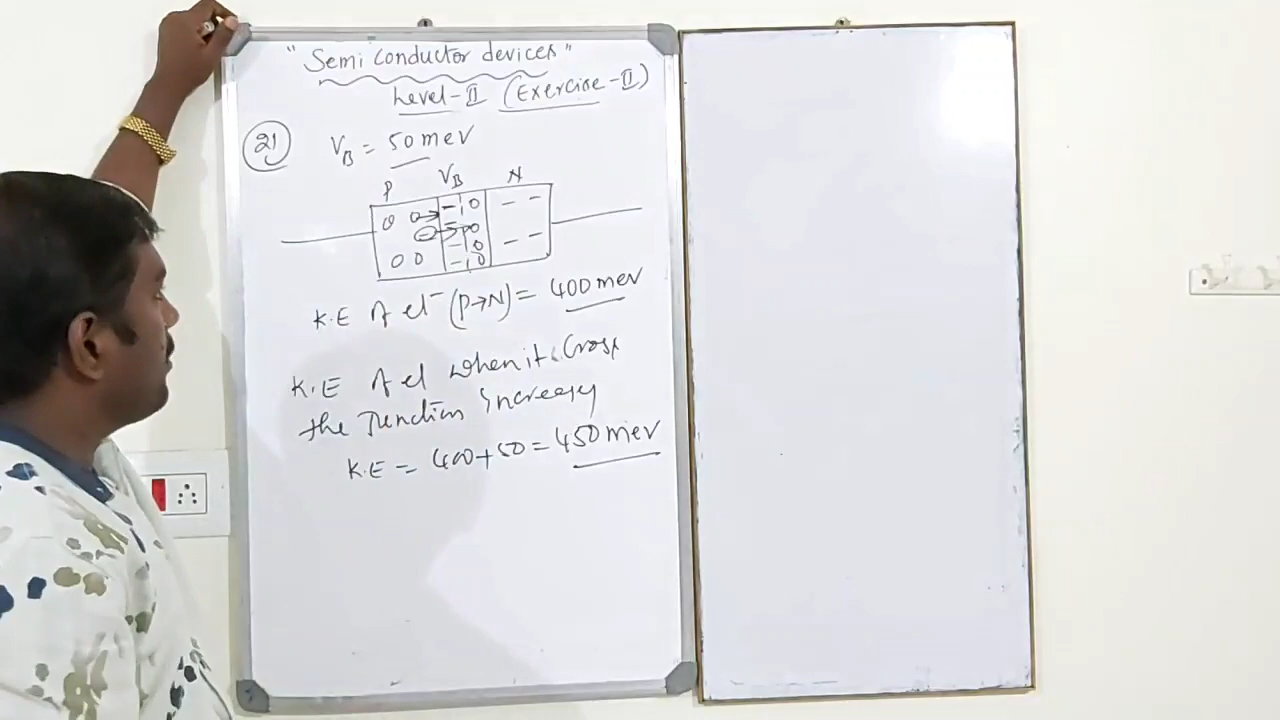 "Semi Conductor devices"
Level-II (Exercise-II)
21
V_B = 50 mev
P V_B N
K.E of el⁻ (P→N) = 400 mev
K.E of el when it Cross
the Junction increases
K.E = 400+50 = 450 mev